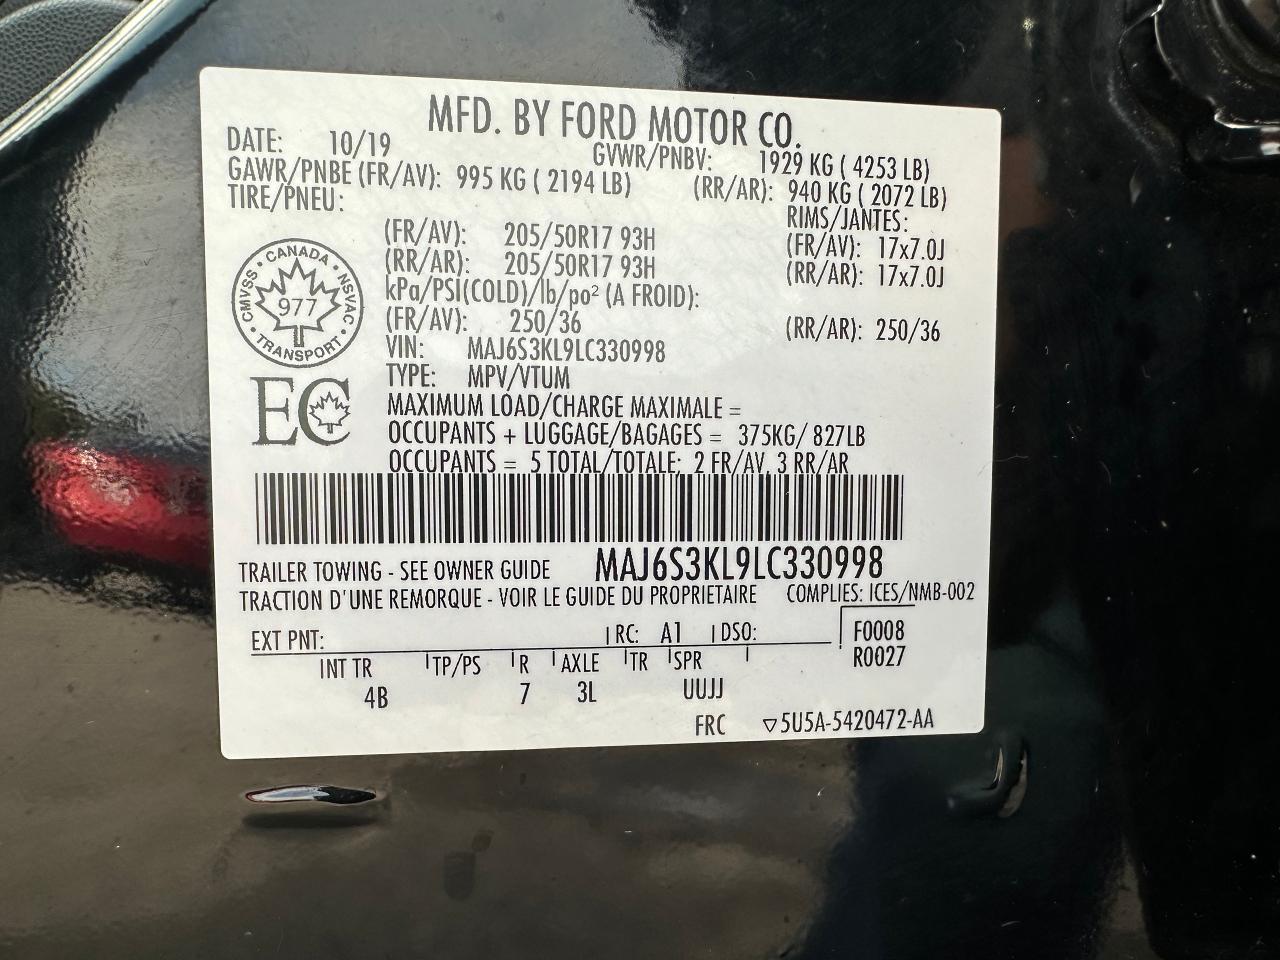 MFD. BY FORD MOTOR CO.
DATE: 10/19 GVWR/PNBV: 1929 KG ( 4253 LB)
GAWR/PNBE (FR/AV): 995 KG ( 2194 LB) (RR/AR): 940 KG ( 2072 LB)
TIRE/PNEU: RIMS/JANTES:
(FR/AV): 205/50R17 93H (FR/AV): 17x7.0J
(RR/AR): 205/50R17 93H (RR/AR): 17x7.0J
kPa/PSI(COLD)/lb/po² (A FROID):
(FR/AV): 250/36 (RR/AR): 250/36
VIN: MAJ6S3KL9LC330998
TYPE: MPV/VTUM
CANADA
CMVSS · NSVAC
977
TRANSPORT
EC
MAXIMUM LOAD/CHARGE MAXIMALE =
OCCUPANTS + LUGGAGE/BAGAGES = 375KG/ 827LB
OCCUPANTS = 5 TOTAL/TOTALE: 2 FR/AV, 3 RR/AR
TRAILER TOWING - SEE OWNER GUIDE MAJ6S3KL9LC330998
TRACTION D'UNE REMORQUE - VOIR LE GUIDE DU PROPRIETAIRE COMPLIES: ICES/NMB-002
EXT PNT: RC: A1 DSO: F0008
INT TR TP/PS R AXLE TR SPR R0027
4B 7 3L UUJJ
FRC ▽5U5A-5420472-AA